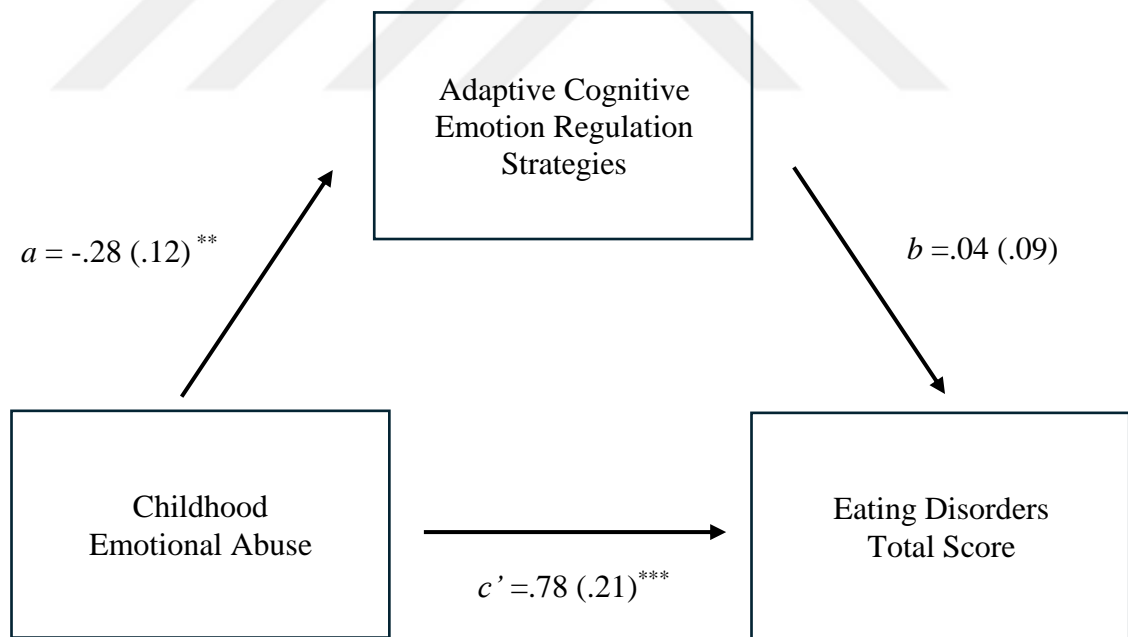 Adaptive Cognitive
Emotion Regulation
Strategies
a = -.28 (.12) **
b =.04 (.09)
Childhood
Emotional Abuse
Eating Disorders
Total Score
c’ =.78 (.21)***